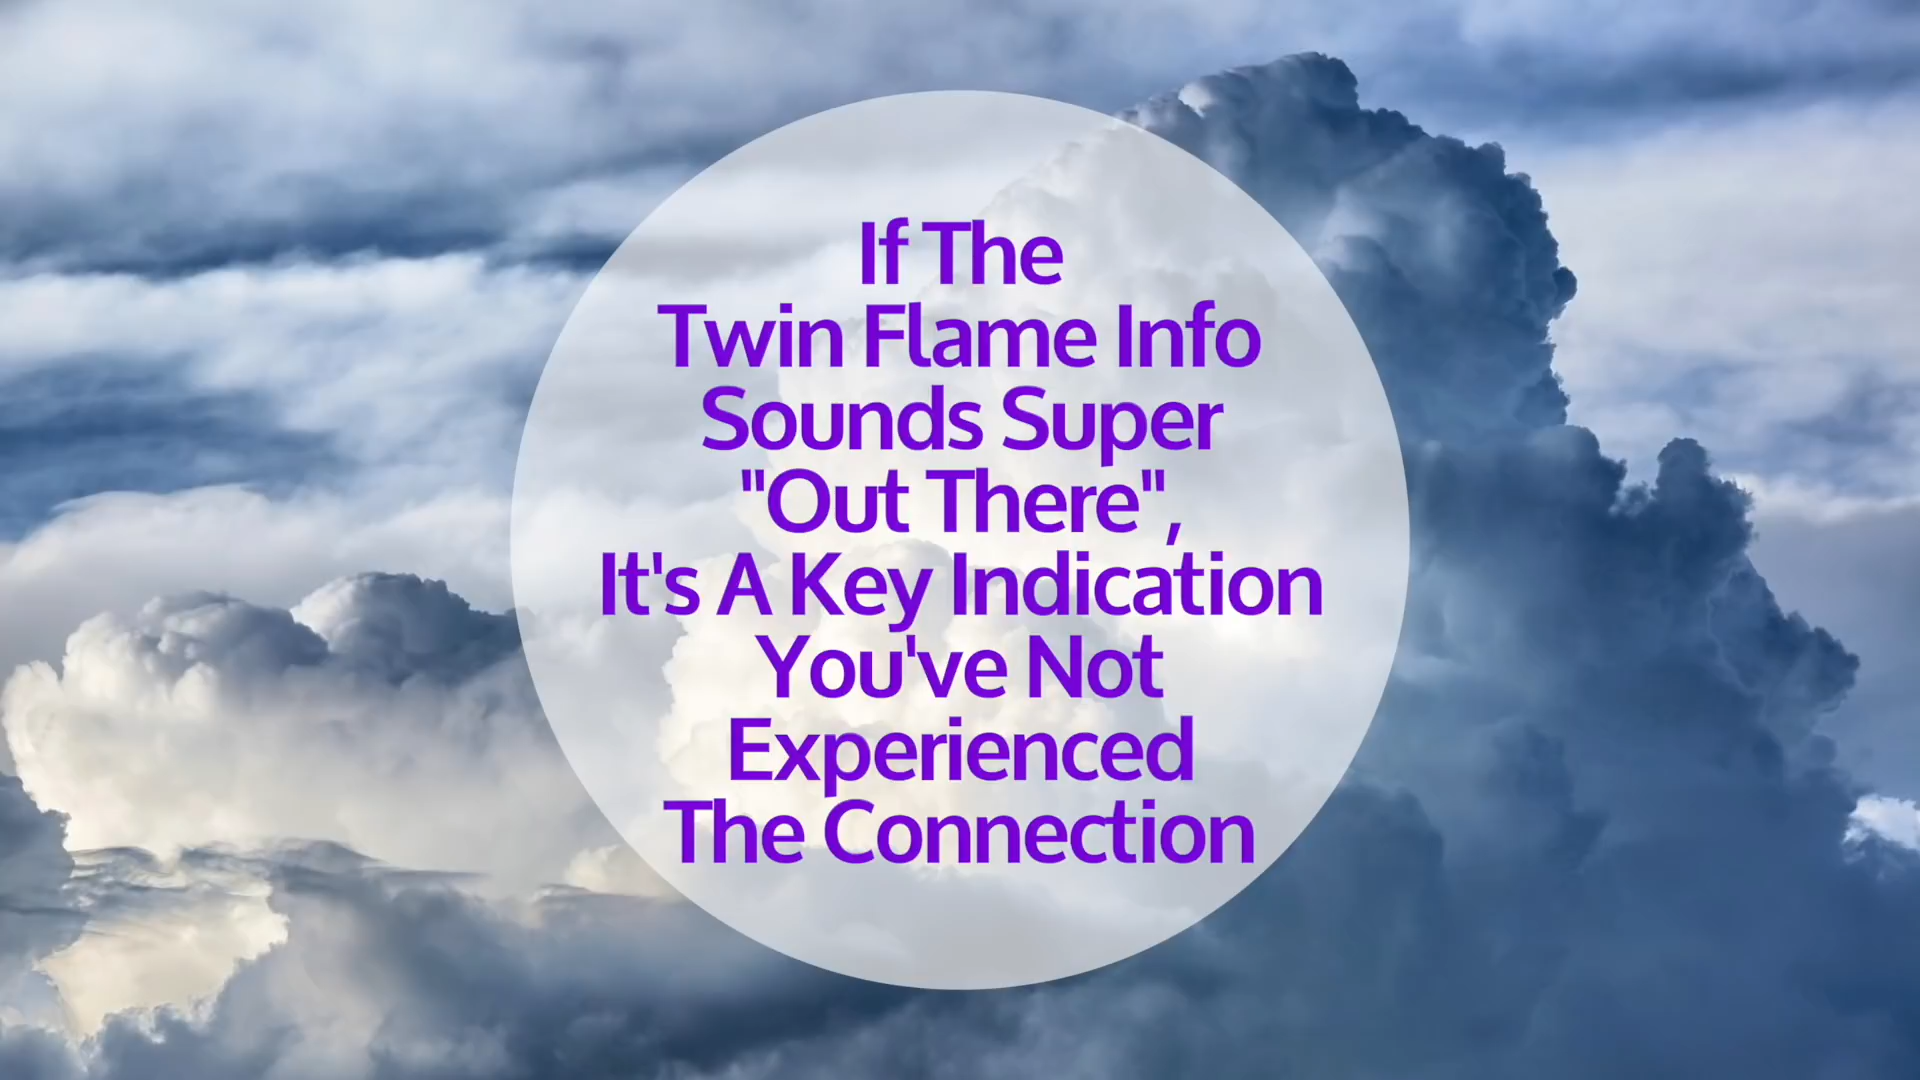 If The
Twin Flame Info
Sounds Super
"Out There",
It's A Key Indication
You've Not
Experienced
The Connection